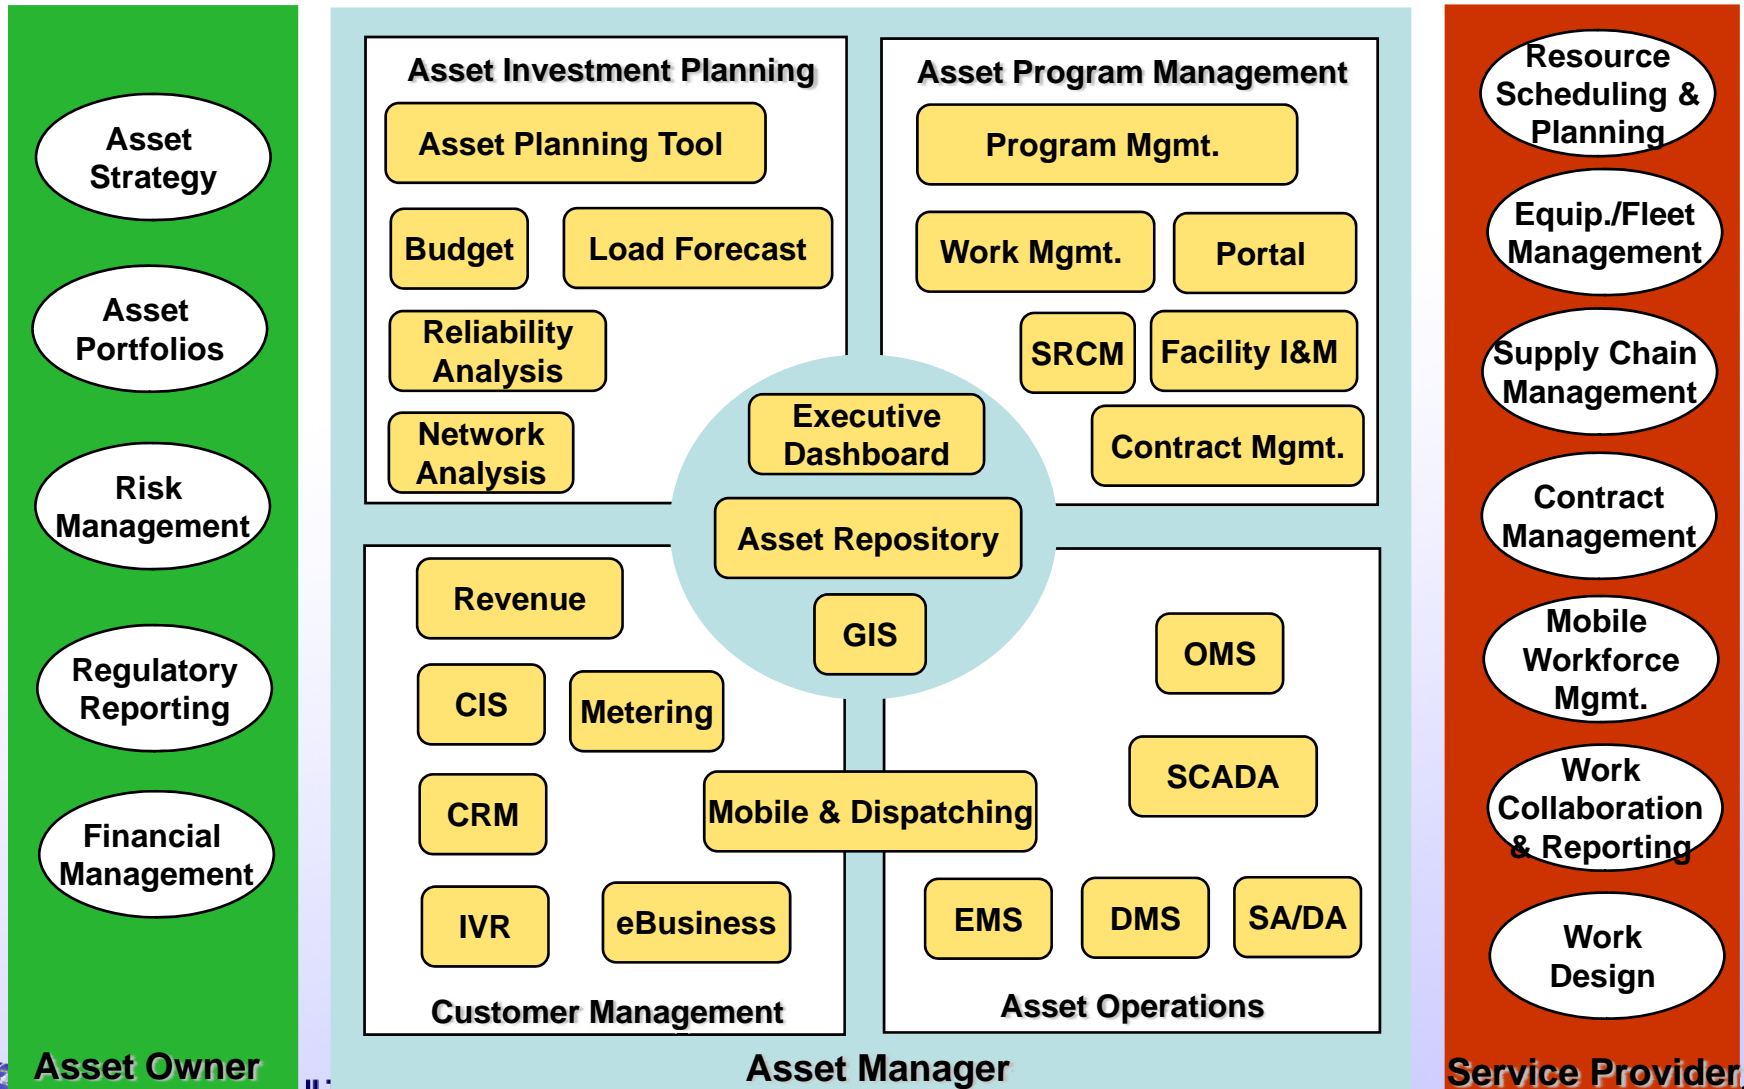 Asset
Strategy
Asset
Portfolios
Risk
Management
Regulatory
Reporting
Financial
Management
Asset Owner
Asset Investment Planning
Asset Planning Tool
Budget
Load Forecast
Reliability
Analysis
Network
Analysis
Asset Program Management
Program Mgmt.
Work Mgmt.
Portal
SRCM
Facility I&M
Contract Mgmt.
Executive
Dashboard
Asset Repository
GIS
Revenue
CIS
Metering
CRM
Mobile & Dispatching
IVR
eBusiness
Customer Management
OMS
SCADA
EMS
DMS
SA/DA
Asset Operations
Asset Manager
Resource
Scheduling &
Planning
Equip./Fleet
Management
Supply Chain
Management
Contract
Management
Mobile
Workforce
Mgmt.
Work
Collaboration
& Reporting
Work
Design
Service Provider